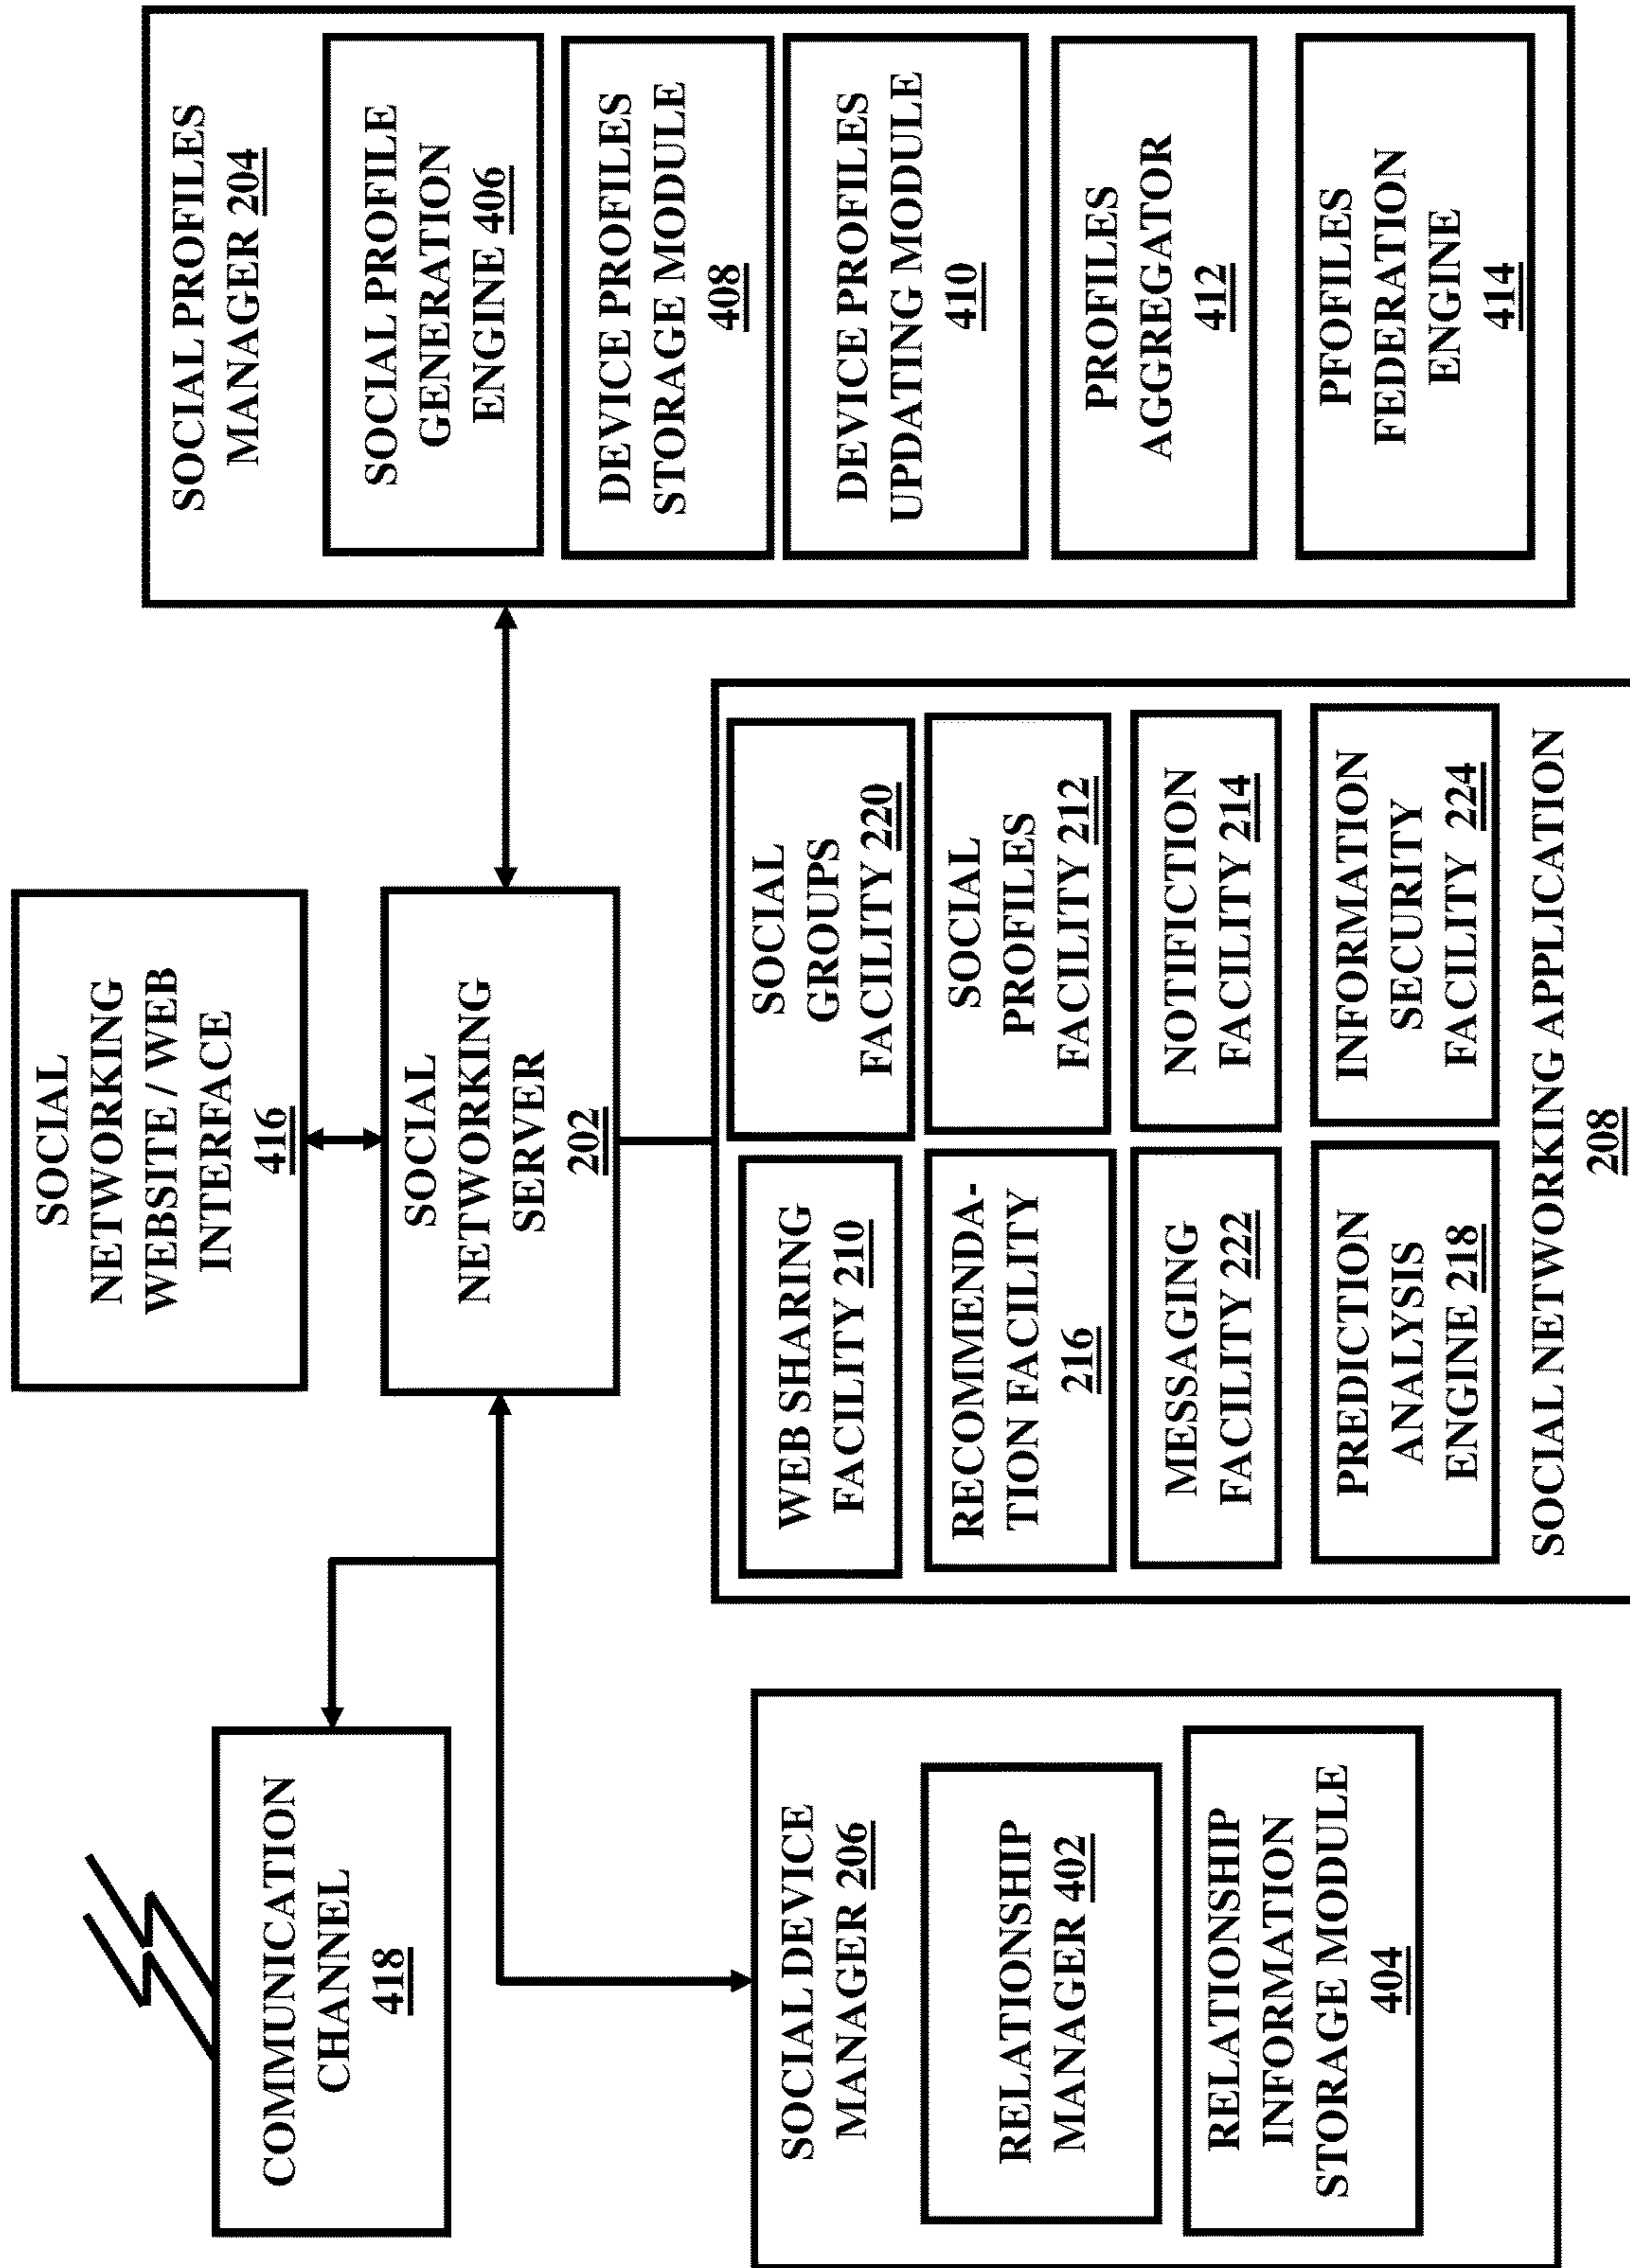 SOCIAL
NETWORKING
WEBSITE / WEB
INTERFACE
416
COMMUNICATION
CHANNEL
418
SOCIAL
NETWORKING
SERVER
202
SOCIAL PROFILES
MANAGER 204
SOCIAL PROFILE
GENERATION
ENGINE 406
DEVICE PROFILES
STORAGE MODULE
408
DEVICE PROFILES
UPDATING MODULE
410
PROFILES
AGGREGATOR
412
PFOFILES
FEDERATION
ENGINE
414
SOCIAL DEVICE
MANAGER 206
RELATIONSHIP
MANAGER 402
RELATIONSHIP
INFORMATION
STORAGE MODULE
404
WEB SHARING
FACILITY 210
SOCIAL
GROUPS
FACILITY 220
RECOMMENDA-
TION FACILITY
216
SOCIAL
PROFILES
FACILITY 212
MESSAGING
FACILITY 222
NOTIFICTION
FACILITY 214
PREDICTION
ANALYSIS
ENGINE 218
INFORMATION
SECURITY
FACILITY 224
SOCIAL NETWORKING APPLICATION
208